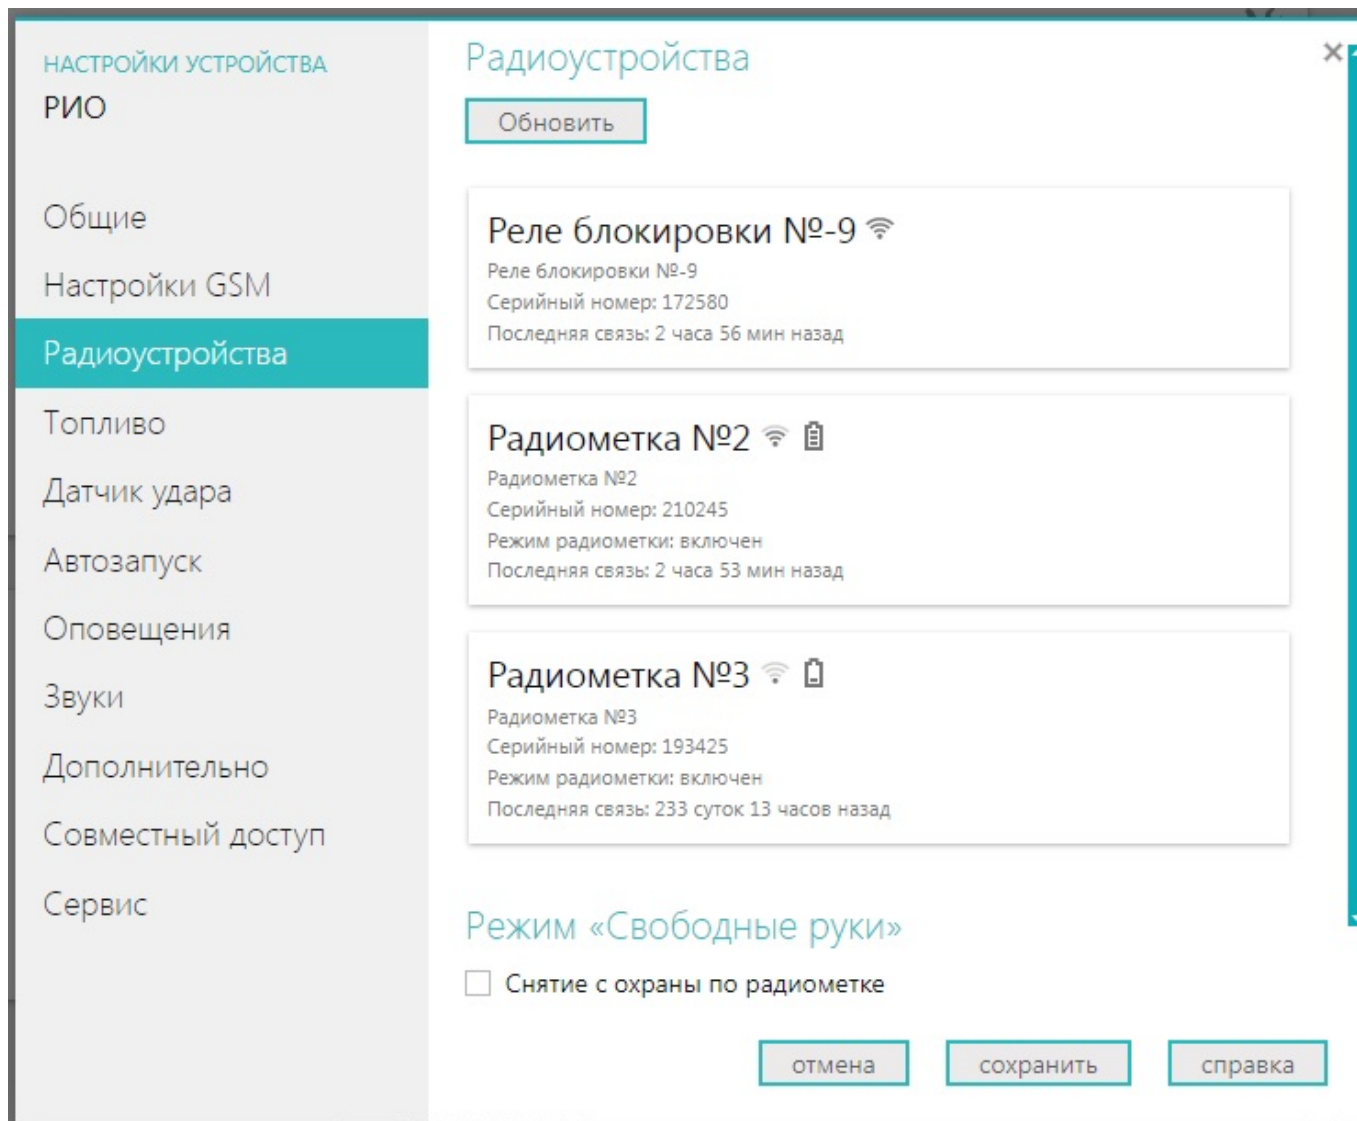 НАСТРОЙКИ УСТРОЙСТВА
РИО
Общие
Настройки GSM
Радиоустройства
Топливо
Датчик удара
Автозапуск
Оповещения
Звуки
Дополнительно
Совместный доступ
Сервис
Радиоустройства
Обновить
Реле блокировки №-9
Реле блокировки №-9
Серийный номер: 172580
Последняя связь: 2 часа 56 мин назад
Радиометка №2
Радиометка №2
Серийный номер: 210245
Режим радиометки: включен
Последняя связь: 2 часа 53 мин назад
Радиометка №3
Радиометка №3
Серийный номер: 193425
Режим радиометки: включен
Последняя связь: 233 суток 13 часов назад
Режим «Свободные руки»
Снятие с охраны по радиометке
отмена
сохранить
справка